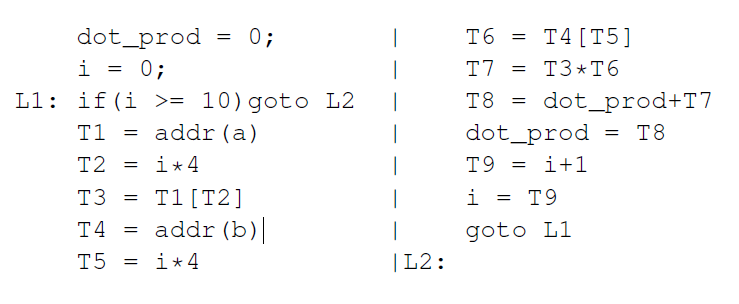 dot_prod = 0;
i = 0;
L1: if(i >= 10)goto L2
T1 = addr(a)
T2 = i*4
T3 = T1[T2]
T4 = addr(b)|
T5 = i*4
| T6 = T4[T5]
| T7 = T3*T6
| T8 = dot_prod+T7
| dot_prod = T8
| T9 = i+1
| i = T9
| goto L1
|L2: